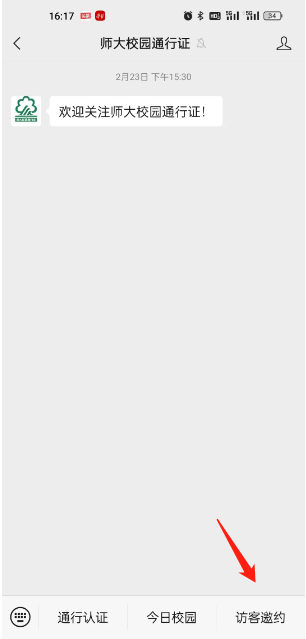 16:17
34
师大校园通行证
2月23日 下午15:30
欢迎关注师大校园通行证!
通行认证
今日校园
访客邀约